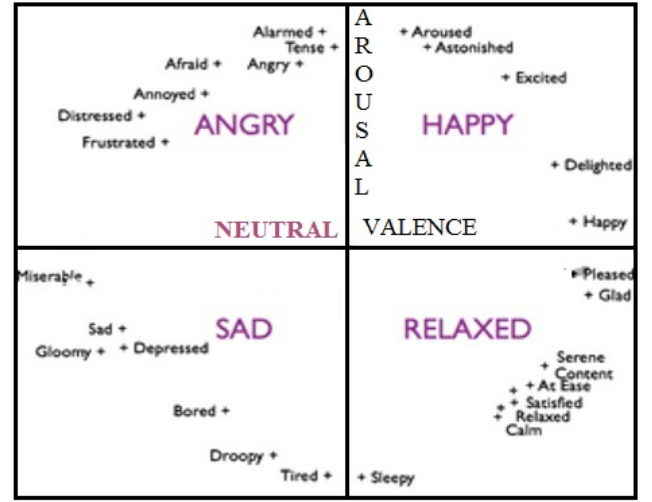 Alarmed +
Tense +
Afraid +
Angry +
Annoyed +
Distressed +
Frustrated +
ANGRY
NEUTRAL
AROUSAL
+ Aroused
+ Astonished
+ Excited
HAPPY
+ Delighted
+ Happy
VALENCE
Miserable +
Sad +
Gloomy +
+ Depressed
SAD
Bored +
Droopy +
Tired +
+ Pleased
+ Glad
RELAXED
+ Serene
Content
+ At Ease
+ Satisfied
+ Relaxed
Calm
+ Sleepy